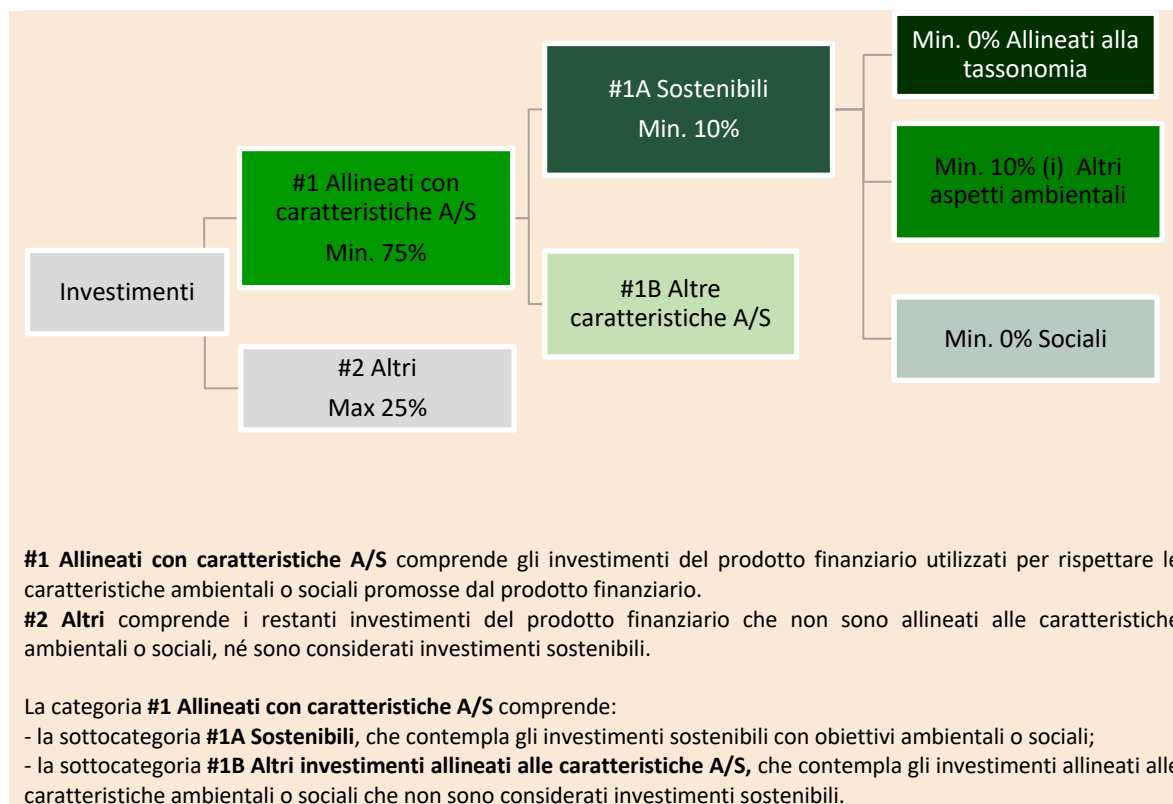 Min. 0% Allineati alla
tassonomia
#1A Sostenibili
Min. 10%
Min. 10% (i) Altri
aspetti ambientali
#1 Allineati con
caratteristiche A/S
Min. 75%
Investimenti
#1B Altre
caratteristiche A/S
Min. 0% Sociali
#2 Altri
Max 25%
#1 Allineati con caratteristiche A/S comprende gli investimenti del prodotto finanziario utilizzati per rispettare le
caratteristiche ambientali o sociali promosse dal prodotto finanziario.
#2 Altri comprende i restanti investimenti del prodotto finanziario che non sono allineati alle caratteristiche
ambientali o sociali, né sono considerati investimenti sostenibili.
La categoria #1 Allineati con caratteristiche A/S comprende:
- la sottocategoria #1A Sostenibili, che contempla gli investimenti sostenibili con obiettivi ambientali o sociali;
- la sottocategoria #1B Altri investimenti allineati alle caratteristiche A/S, che contempla gli investimenti allineati alle
caratteristiche ambientali o sociali che non sono considerati investimenti sostenibili.